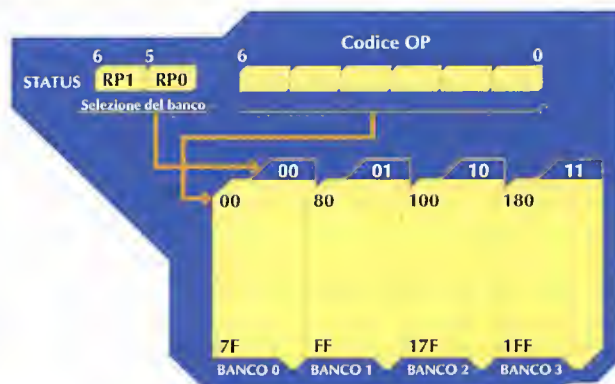 Codice OP
6 5 6 0
STATUS RP1 RP0
Selezione del banco
00 01 10 11
00 80 100 180
7F FF 17F 1FF
BANCO 0 BANCO 1 BANCO 2 BANCO 3